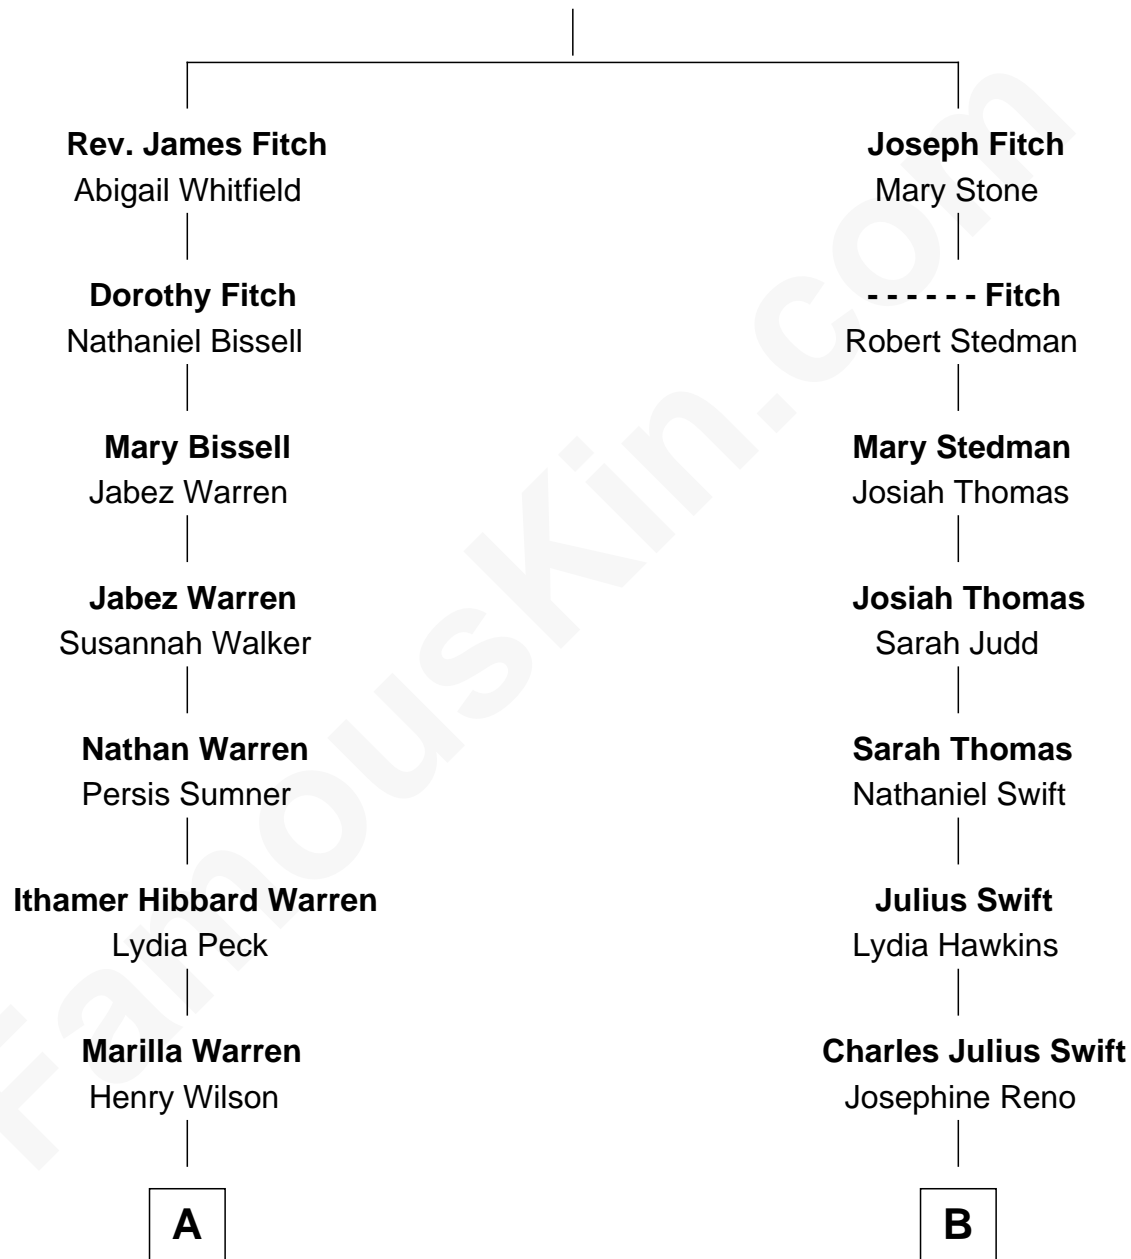 Rev. James Fitch
Abigail Whitfield
Joseph Fitch
Mary Stone
Dorothy Fitch
Nathaniel Bissell
- - - - - - Fitch
Robert Stedman
Mary Bissell
Jabez Warren
Mary Stedman
Josiah Thomas
Jabez Warren
Susannah Walker
Josiah Thomas
Sarah Judd
Nathan Warren
Persis Sumner
Sarah Thomas
Nathaniel Swift
Ithamer Hibbard Warren
Lydia Peck
Julius Swift
Lydia Hawkins
Marilla Warren
Henry Wilson
Charles Julius Swift
Josephine Reno
A
B
FamousKin.com